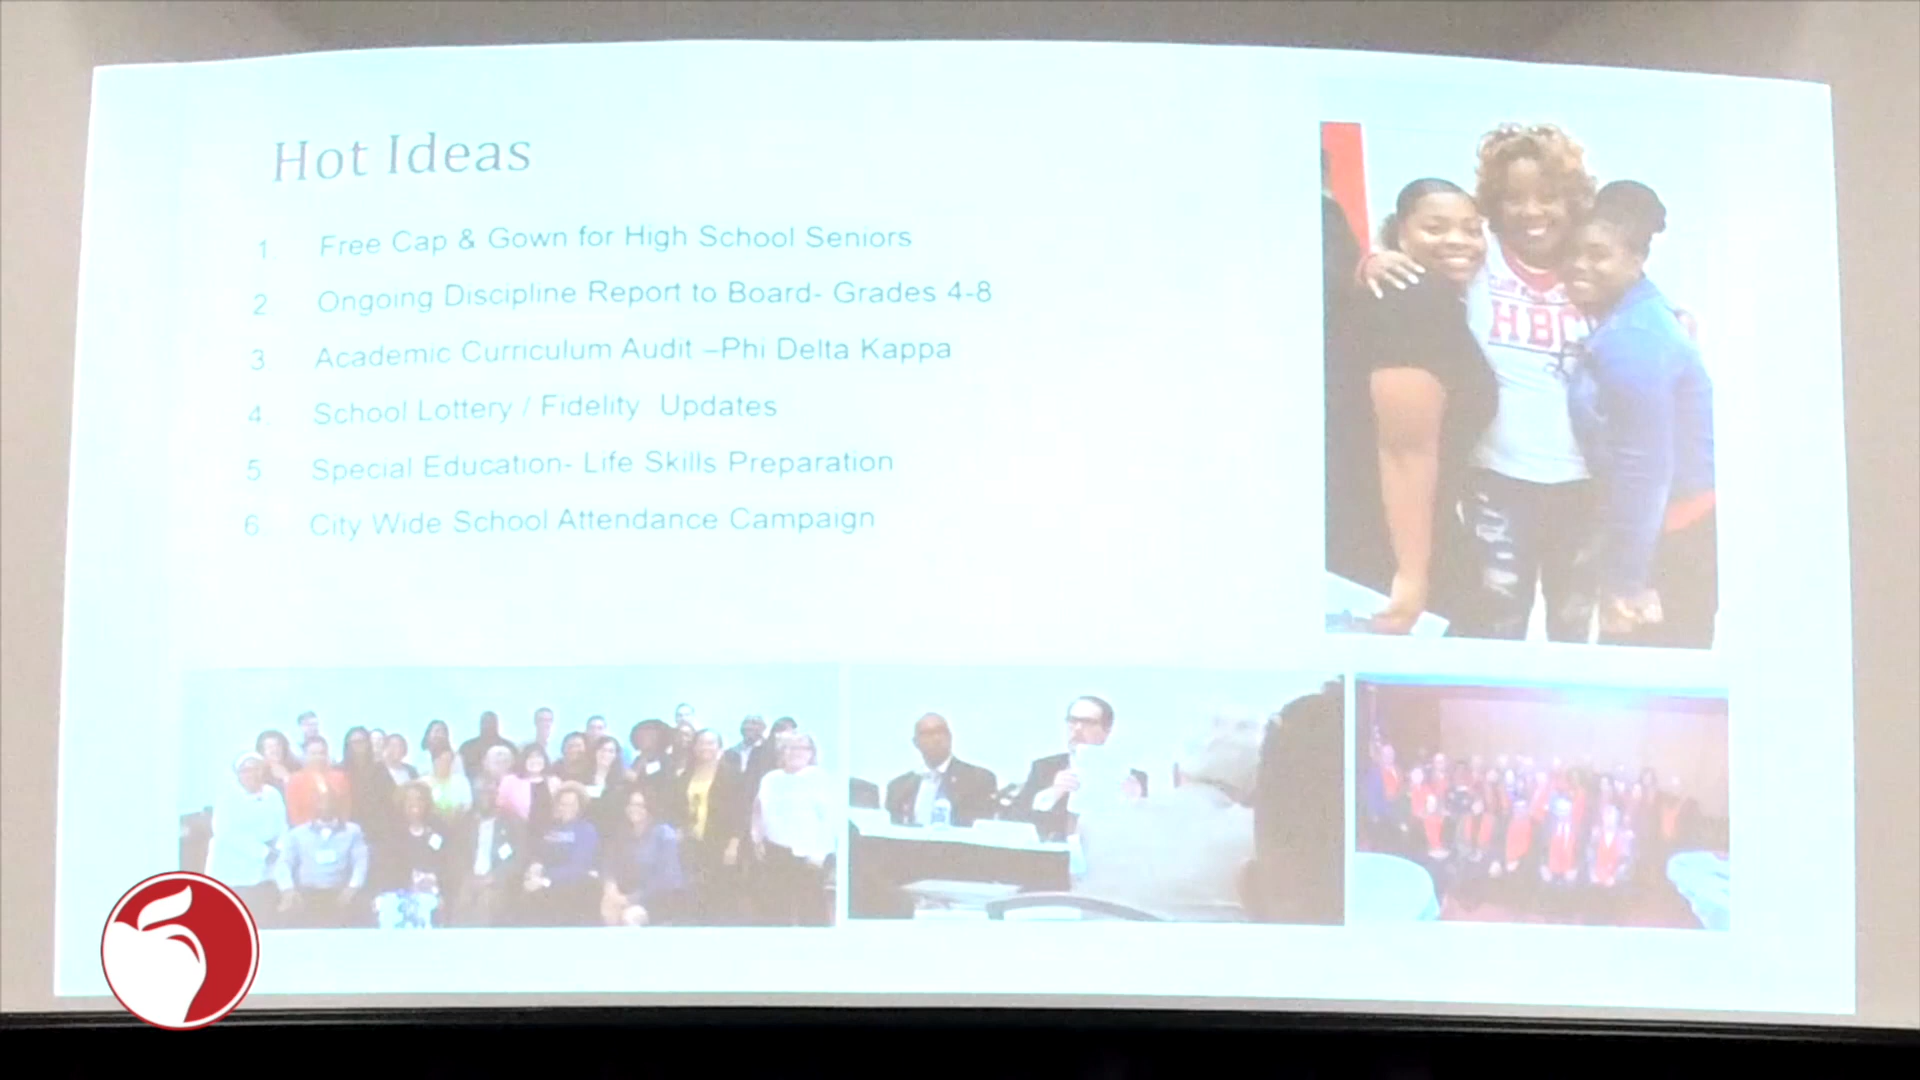 Hot Ideas
1. Free Cap & Gown for High School Seniors
2. Ongoing Discipline Report to Board- Grades 4-8
3. Academic Curriculum Audit –Phi Delta Kappa
4. School Lottery / Fidelity Updates
5. Special Education- Life Skills Preparation
6. City Wide School Attendance Campaign
HBC